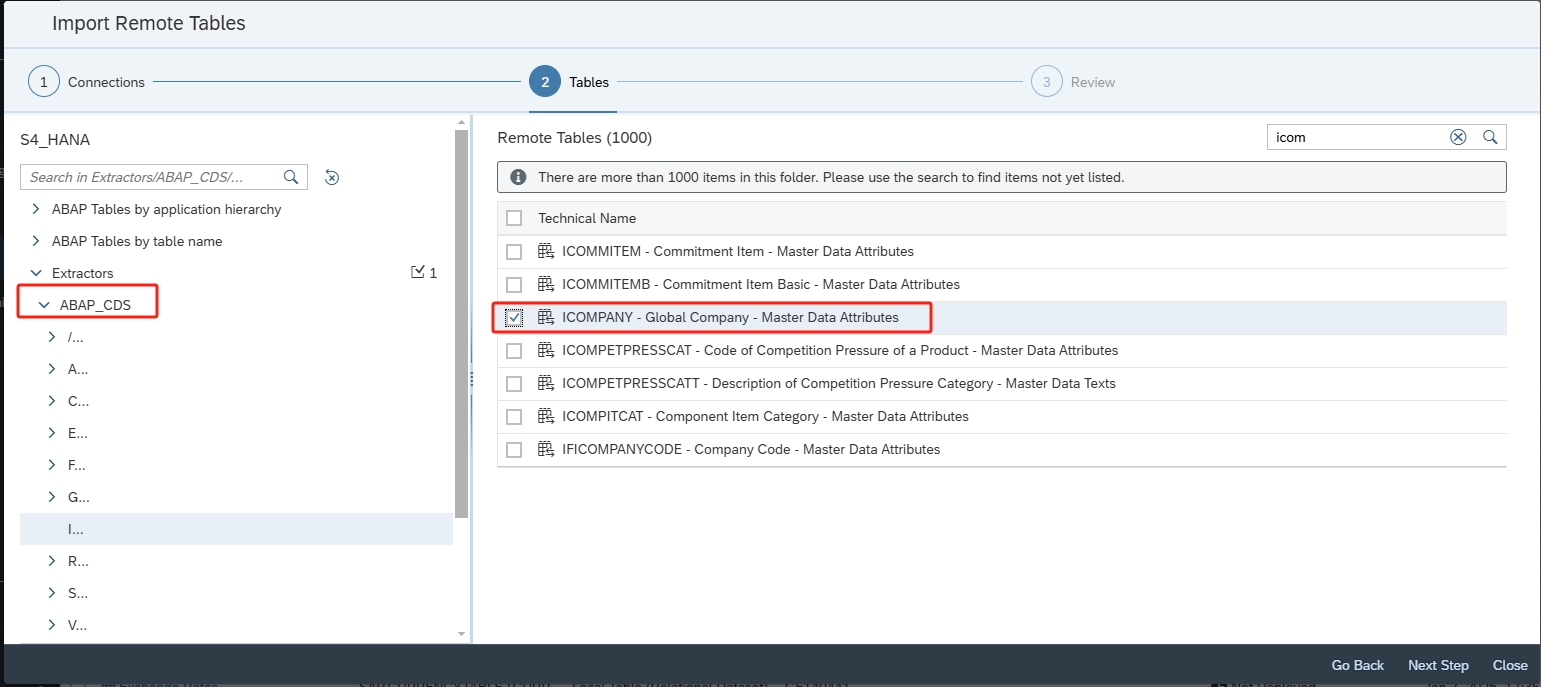 Import Remote Tables
1 Connections
2 Tables
3 Review
S4_HANA
Search in Extractors/ABAP_CDS/...
ABAP Tables by application hierarchy
ABAP Tables by table name
Extractors 1
ABAP_CDS
/...
A...
C...
E...
F...
G...
I...
R...
S...
V...
Remote Tables (1000)
icom
There are more than 1000 items in this folder. Please use the search to find items not yet listed.
Technical Name
ICOMMITEM - Commitment Item - Master Data Attributes
ICOMMITEMB - Commitment Item Basic - Master Data Attributes
ICOMPANY - Global Company - Master Data Attributes
ICOMPETPRESSCAT - Code of Competition Pressure of a Product - Master Data Attributes
ICOMPETPRESSCATT - Description of Competition Pressure Category - Master Data Texts
ICOMPITCAT - Component Item Category - Master Data Attributes
IFICOMPANYCODE - Company Code - Master Data Attributes
Go Back Next Step Close